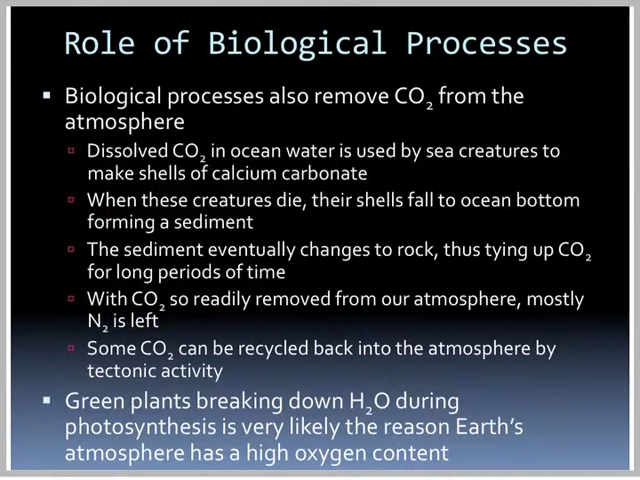 Role of Biological Processes
▪ Biological processes also remove CO₂ from the
atmosphere
▫ Dissolved CO₂ in ocean water is used by sea creatures to
make shells of calcium carbonate
▫ When these creatures die, their shells fall to ocean bottom
forming a sediment
▫ The sediment eventually changes to rock, thus tying up CO₂
for long periods of time
▫ With CO₂ so readily removed from our atmosphere, mostly
N₂ is left
▫ Some CO₂ can be recycled back into the atmosphere by
tectonic activity
▪ Green plants breaking down H₂O during
photosynthesis is very likely the reason Earth’s
atmosphere has a high oxygen content